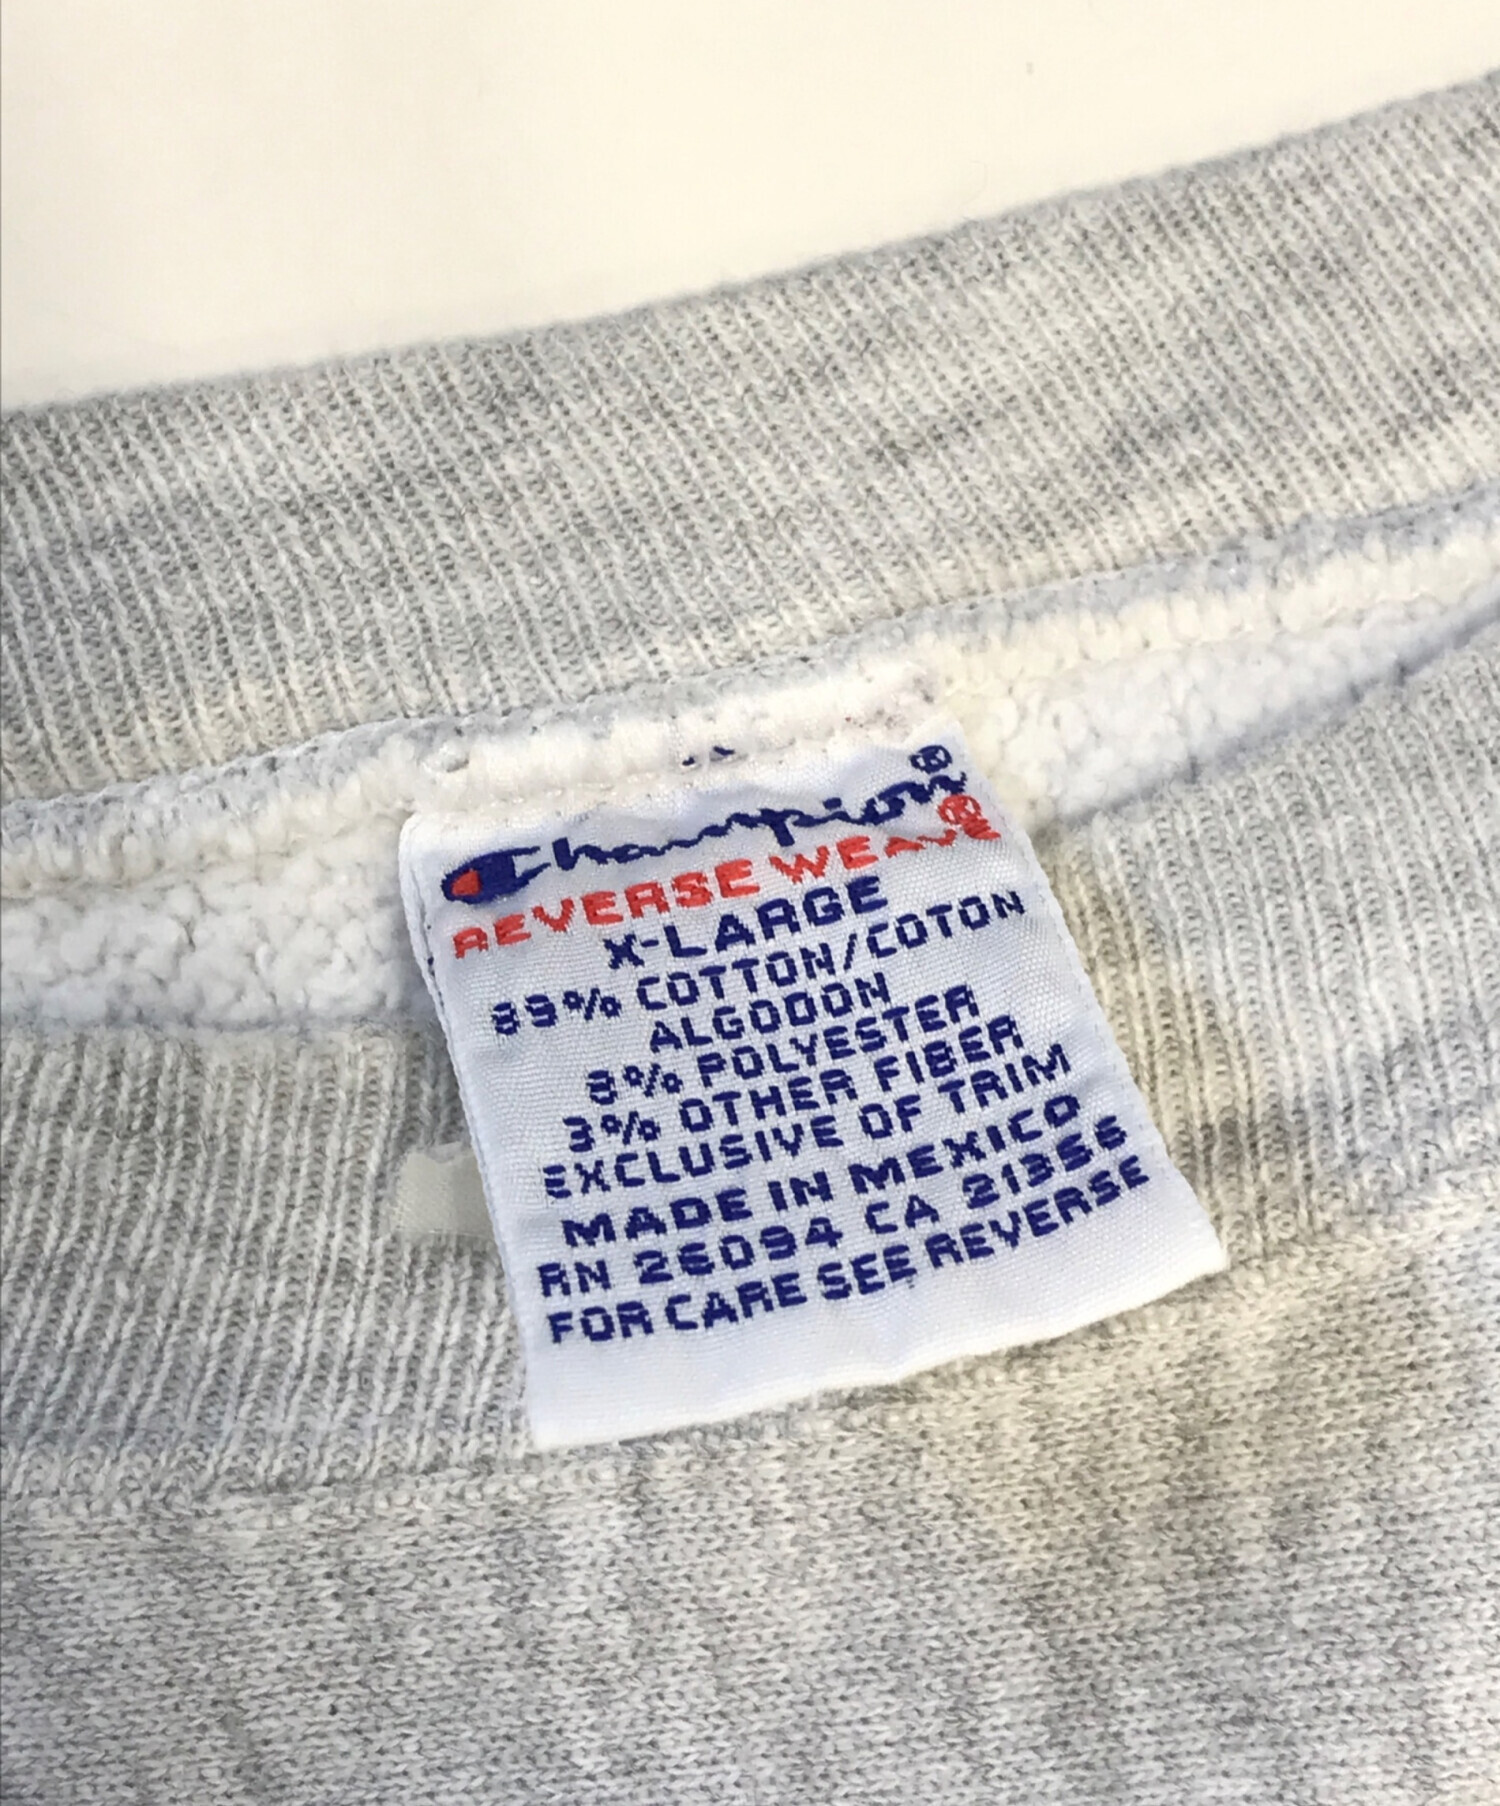 Champion®
REVERSE WEAVE®
X-LARGE
89% COTTON/COTON
ALGODON
8% POLYESTER
3% OTHER FIBER
EXCLUSIVE OF TRIM
MADE IN MEXICO
RN 26094 CA 21356
FOR CARE SEE REVERSE